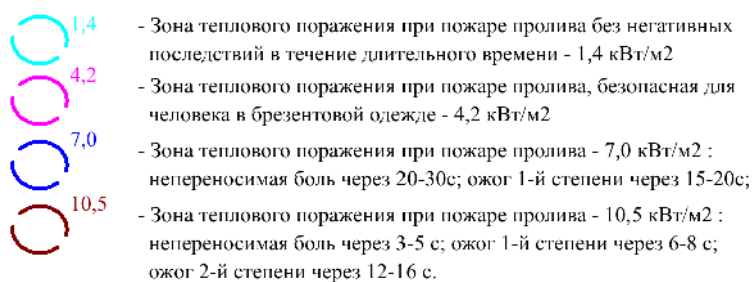 1,4 - Зона теплового поражения при пожаре пролива без негативных
последствий в течение длительного времени - 1,4 кВт/м2
4,2 - Зона теплового поражения при пожаре пролива, безопасная для
человека в брезентовой одежде - 4,2 кВт/м2
7,0 - Зона теплового поражения при пожаре пролива - 7,0 кВт/м2 :
непереносимая боль через 20-30с; ожог 1-й степени через 15-20с;
10,5 - Зона теплового поражения при пожаре пролива - 10,5 кВт/м2 :
непереносимая боль через 3-5 с; ожог 1-й степени через 6-8 с;
ожог 2-й степени через 12-16 с.